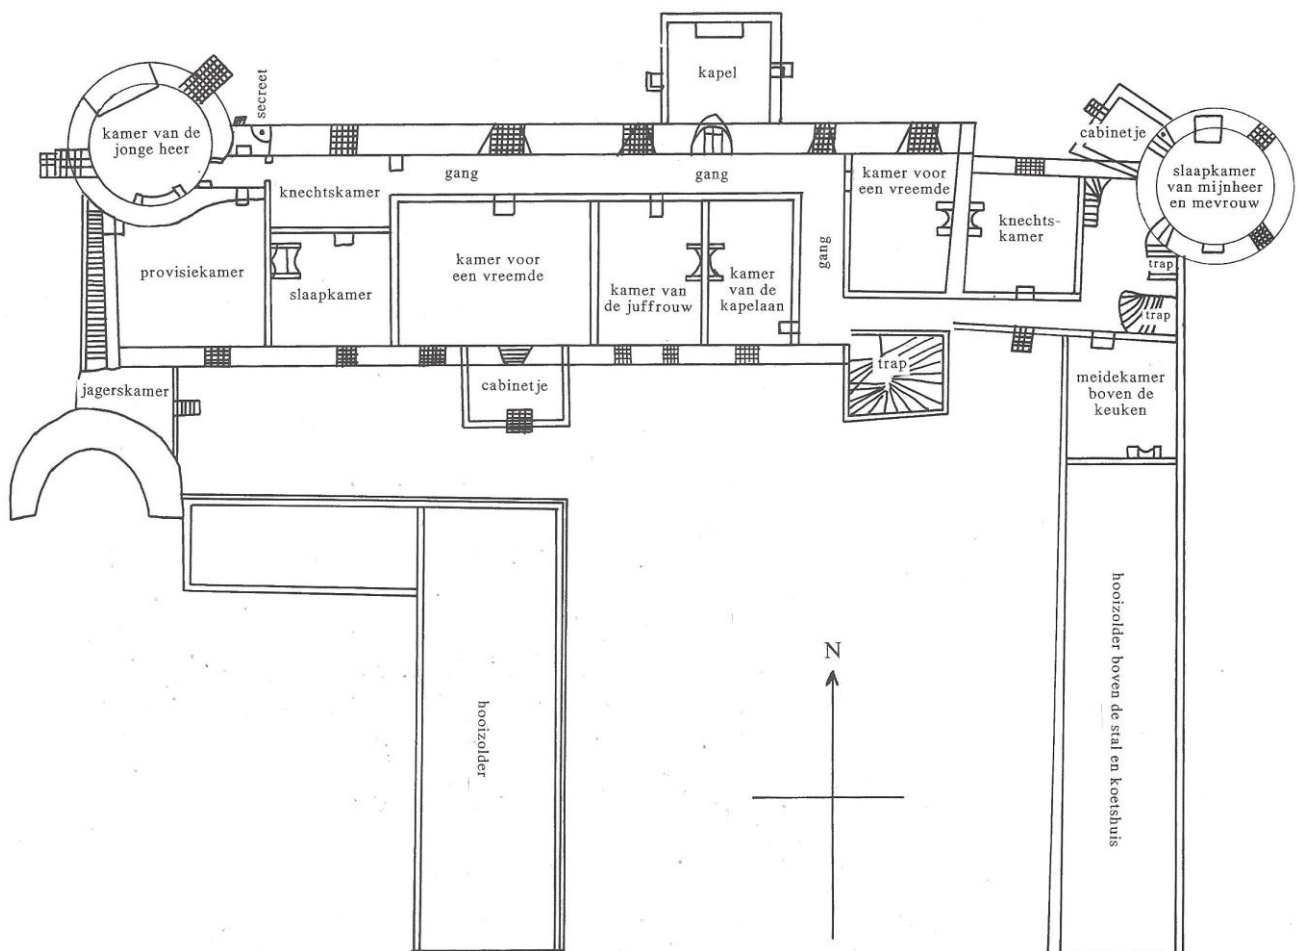 kapel
secreet
kamer van de
jonge heer
cabinetje
slaapkamer
van mijnheer
en mevrouw
gang
gang
kamer voor
een vreemde
knechtskamer
knechts-
kamer
provisiekamer
slaapkamer
kamer voor
een vreemde
kamer van
de juffrouw
kamer
van de
kapelaan
gang
trap
trap
trap
jagerskamer
cabinetje
meidekamer
boven de
keuken
N
hooizolder
hooizolder boven de stal en koetshuis